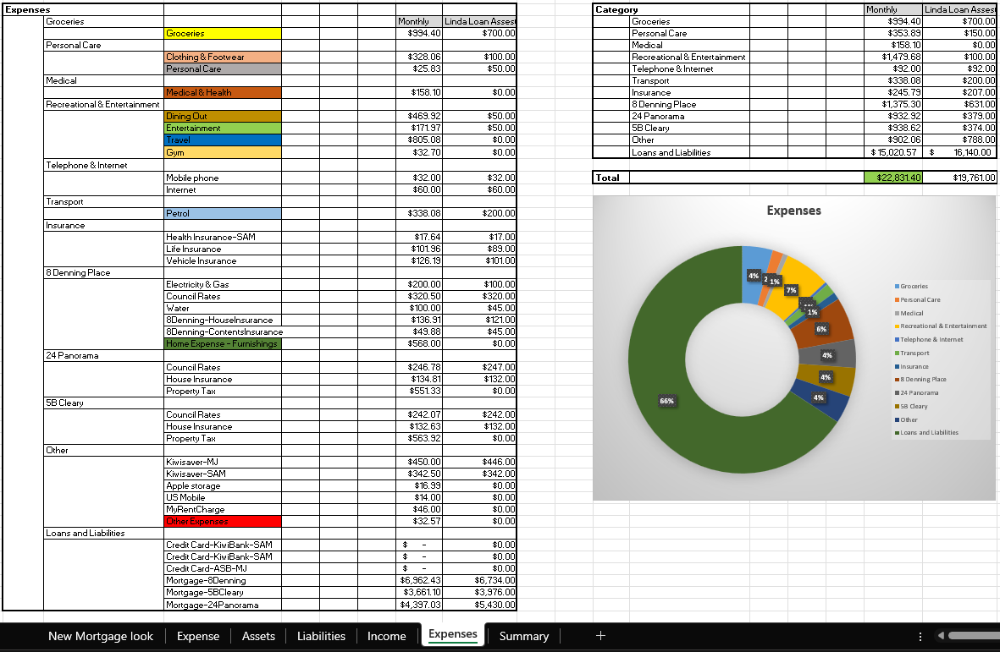 Expenses
Groceries Monthly Linda Loan Assest
Groceries $994.40 $700.00
Personal Care
Clothing & Footwear $328.06 $100.00
Personal Care $25.83 $50.00
Medical
Medical & Health $158.10 $0.00
Recreational & Entertainment
Dining Out $469.92 $50.00
Entertainment $171.97 $50.00
Travel $805.08 $0.00
Gym $32.70 $0.00
Telephone & Internet
Mobile phone $32.00 $32.00
Internet $60.00 $60.00
Transport
Petrol $338.08 $200.00
Insurance
Health Insurance-SAM $17.64 $17.00
Life Insurance $101.96 $89.00
Vehicle Insurance $126.19 $101.00
8 Denning Place
Electricity & Gas $200.00 $100.00
Council Rates $320.50 $320.00
Water $100.00 $45.00
8Denning-HouseInsurance $136.91 $121.00
8Denning-ContentsInsurance $49.88 $45.00
Home Expense - Furnishings $568.00 $0.00
24 Panorama
Council Rates $246.78 $247.00
House Insurance $134.81 $132.00
Property Tax $551.33 $0.00
5B Cleary
Council Rates $242.07 $242.00
House Insurance $132.63 $132.00
Property Tax $563.92 $0.00
Other
Kiwisaver-MJ $450.00 $446.00
Kiwisaver-SAM $342.50 $342.00
Apple storage $16.99 $0.00
US Mobile $14.00 $0.00
MyRentCharge $46.00 $0.00
Other Expenses $32.57 $0.00
Loans and Liabilities
Credit Card-KiwiBank-SAM $ - $0.00
Credit Card-KiwiBank-SAM $ - $0.00
Credit Card-ASB-MJ $ - $0.00
Mortgage-8Denning $6,962.43 $6,734.00
Mortgage-5BCleary $3,661.10 $3,976.00
Mortgage-24Panorama $4,397.03 $5,430.00
Category Monthly Linda Loan Assest
Groceries $994.40 $700.00
Personal Care $353.89 $150.00
Medical $158.10 $0.00
Recreational & Entertainment $1,479.68 $100.00
Telephone & Internet $92.00 $92.00
Transport $338.08 $200.00
Insurance $245.79 $207.00
8 Denning Place $1,375.30 $631.00
24 Panorama $932.92 $379.00
5B Cleary $938.62 $374.00
Other $902.06 $788.00
Loans and Liabilities $ 15,020.57 $ 16,140.00
Total $22,831.40 $19,761.00
Expenses
4%
1%
7%
1%
6%
4%
4%
4%
66%
Groceries
Personal Care
Medical
Recreational & Entertainment
Telephone & Internet
Transport
Insurance
8 Denning Place
24 Panorama
5B Cleary
Other
Loans and Liabilities
New Mortgage look Expense Assets Liabilities Income Expenses Summary +